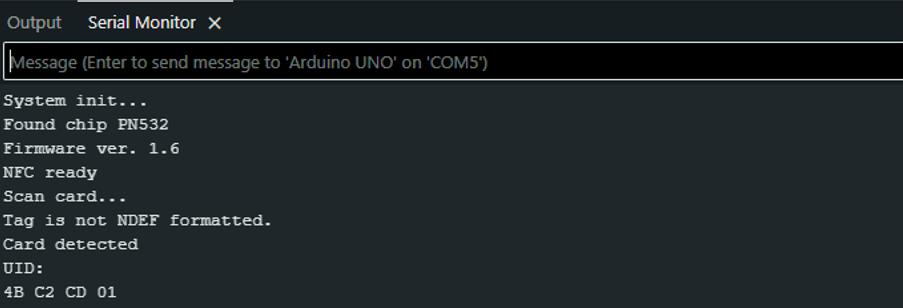 Output Serial Monitor ×
Message (Enter to send message to 'Arduino UNO' on 'COM5')
System init...
Found chip PN532
Firmware ver. 1.6
NFC ready
Scan card...
Tag is not NDEF formatted.
Card detected
UID:
4B C2 CD 01